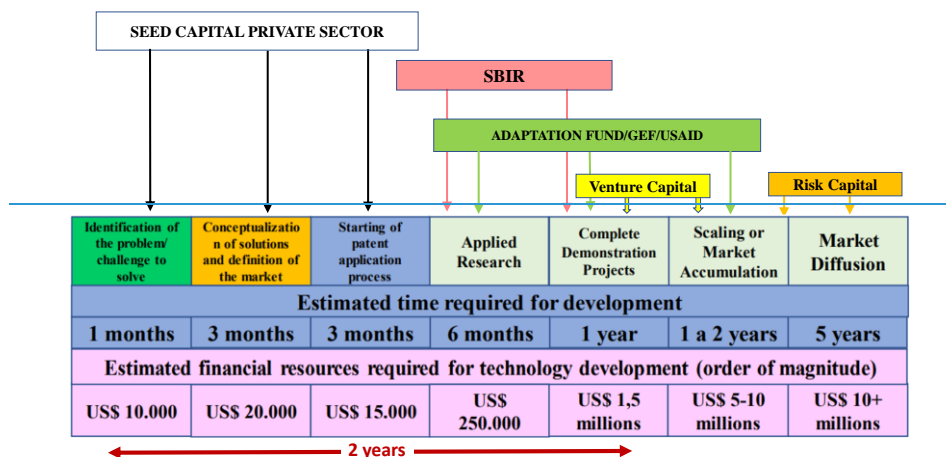 SEED CAPITAL PRIVATE SECTOR
SBIR
ADAPTATION FUND/GEF/USAID
Venture Capital
Risk Capital
Identification of
the problem/
challenge to
solve
Conceptualizatio
n of solutions
and definition of
the market
Starting of
patent
application
process
Applied
Research
Complete
Demonstration
Projects
Scaling or
Market
Accumulation
Market
Diffusion
Estimated time required for development
1 months
3 months
3 months
6 months
1 year
1 a 2 years
5 years
Estimated financial resources required for technology development (order of magnitude)
US$ 10.000
US$ 20.000
US$ 15.000
US$
250.000
US$ 1,5
millions
US$ 5-10
millions
US$ 10+
millions
2 years